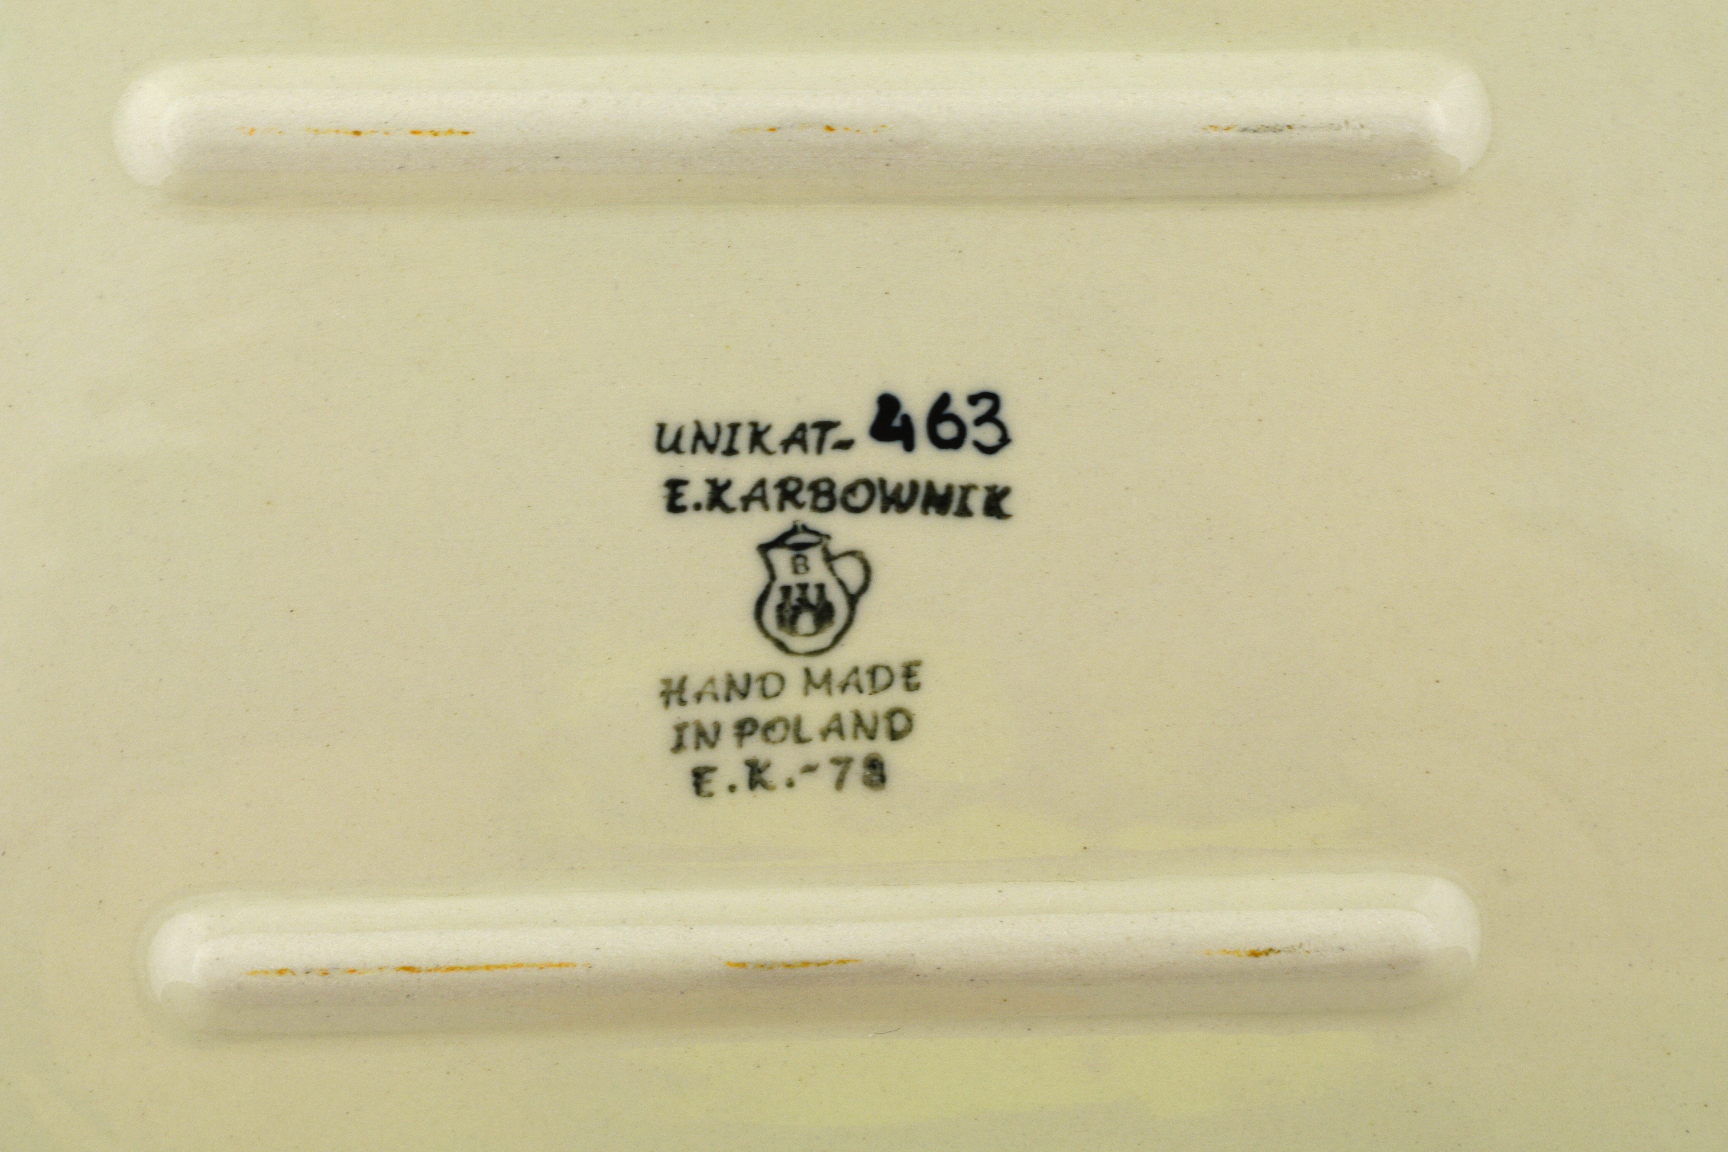 UNIKAT-463
E.KARBOWNIK
B
HAND MADE
IN POLAND
E.K.-78